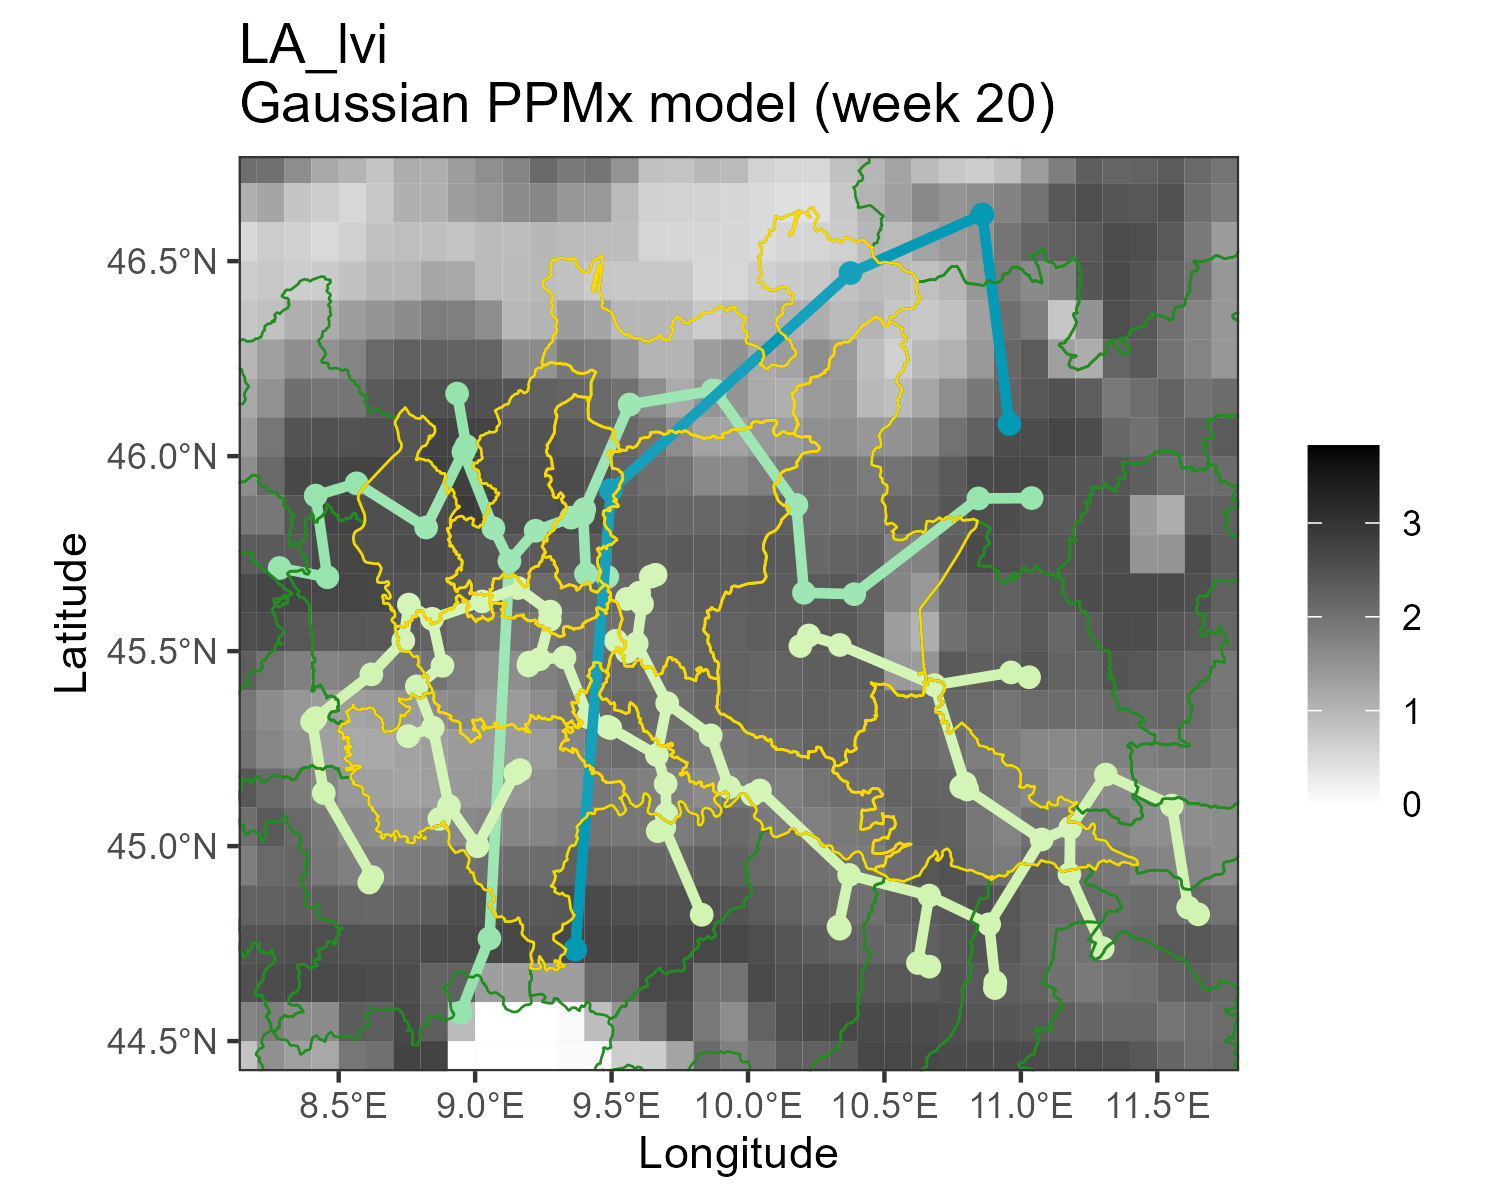 LA_lvi
Gaussian PPMx model (week 20)
46.5°N
46.0°N
45.5°N
45.0°N
44.5°N
Latitude
8.5°E 9.0°E 9.5°E 10.0°E 10.5°E 11.0°E 11.5°E
Longitude
3
2
1
0